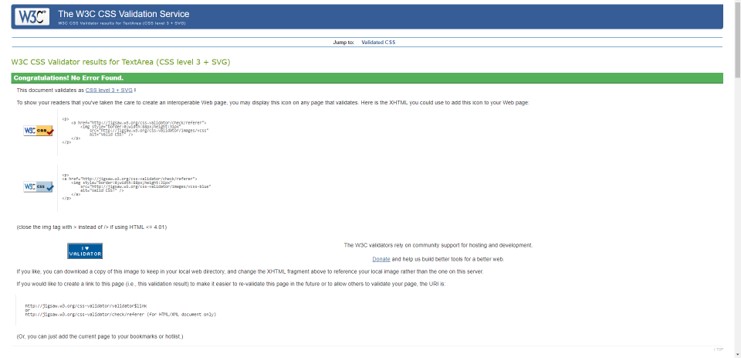 W3C The W3C CSS Validation Service
W3C CSS Validator results for TextArea (CSS level 3 + SVG)
Jump to: Validated CSS
W3C CSS Validator results for TextArea (CSS level 3 + SVG)
Congratulations! No Error Found.
This document validates as CSS level 3 + SVG !
To show your readers that you've taken the care to create an interoperable Web page, you may display this icon on any page that validates. Here is the XHTML you could use to add this icon to your Web page:
W3C css
<p>
<a href="http://jigsaw.w3.org/css-validator/check/referer">
<img style="border:0;width:88px;height:31px"
src="http://jigsaw.w3.org/css-validator/images/vcss"
alt="Valid CSS!" />
</a>
</p>
W3C css
<p>
<a href="http://jigsaw.w3.org/css-validator/check/referer">
<img style="border:0;width:88px;height:31px"
src="http://jigsaw.w3.org/css-validator/images/vcss-blue"
alt="Valid CSS!" />
</a>
</p>
(close the img tag with > instead of /> if using HTML <= 4.01)
I ♥
VALIDATOR
The W3C validators rely on community support for hosting and development.
Donate and help us build better tools for a better web.
If you like, you can download a copy of this image to keep in your local web directory, and change the XHTML fragment above to reference your local image rather than the one on this server.
If you would like to create a link to this page (i.e., this validation result) to make it easier to re-validate this page in the future or to allow others to validate your page, the URI is:
http://jigsaw.w3.org/css-validator/validator$link
or
http://jigsaw.w3.org/css-validator/check/referer (for HTML/XML document only)
(Or, you can just add the current page to your bookmarks or hotlist.)